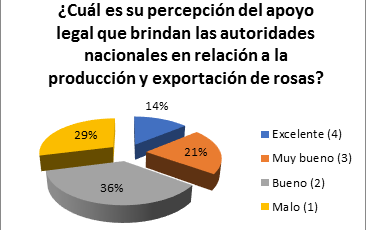 ¿Cuál es su percepción del apoyo
legal que brindan las autoridades
nacionales en relación a la
producción y exportación de rosas?
14%
29%
21%
36%
Excelente (4)
Muy bueno (3)
Bueno (2)
Malo (1)